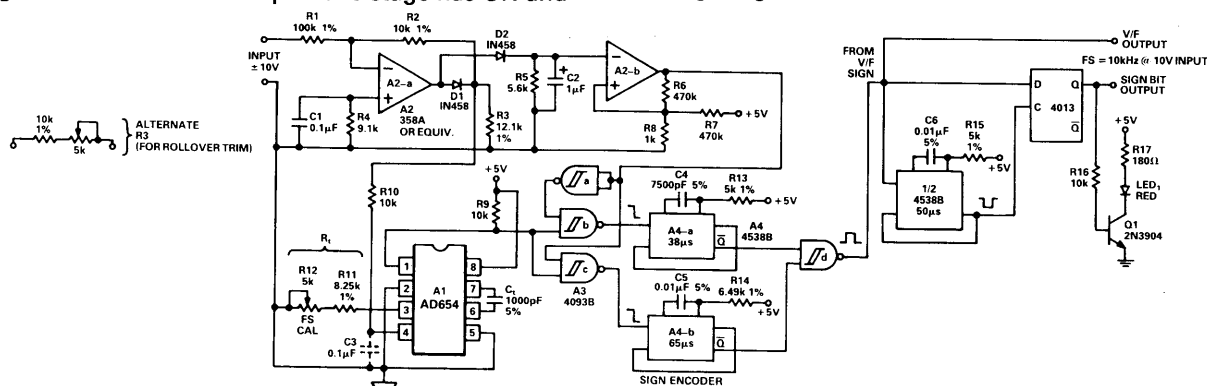 R1
100k 1%
R2
10k 1%
INPUT
± 10V
A2-a
A2
358A
OR EQUIV.
D1
IN458
D2
IN458
R5
5.6k
C2
1µF
A2-b
R6
470k
+5V
R7
470k
R8
1k
R3
12.1k
1%
C1
0.1µF
R4
9.1k
10k
1%
5k
ALTERNATE
R3
(FOR ROLLOVER TRIM)
R10
10k
+5V
R9
10k
Rt
R12
5k
R11
8.25k
1%
FS
CAL
C3
0.1µF
1
2
3
4
A1
AD654
8
7
6
5
Ct
1000pF
5%
a
b
c
A3
4093B
C4
7500pF 5%
R13
5k 1%
+5V
A4-a
38µs
Q
A4
4538B
C5
0.01µF 5%
R14
6.49k 1%
+5V
A4-b
65µs
Q
SIGN ENCODER
d
FROM
V/F
SIGN
V/F
OUTPUT
FS = 10kHz @ 10V INPUT
D
Q
C
4013
Q
SIGN BIT
OUTPUT
C6
0.01µF
5%
R15
5k
1%
+5V
1/2
4538B
50µs
R16
10k
+5V
R17
180Ω
LED1
RED
Q1
2N3904